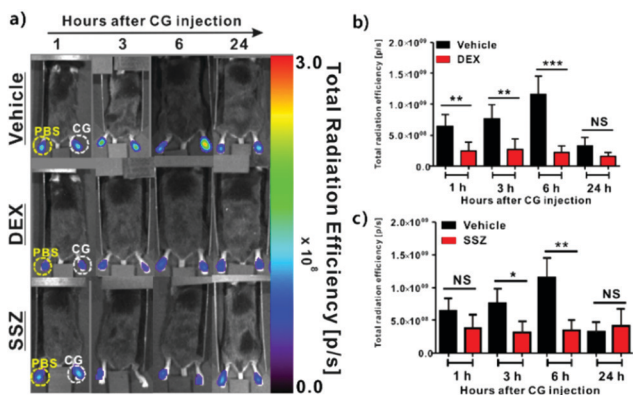 a)
Hours after CG injection
1 3 6 24
Vehicle
PBS CG
DEX
PBS CG
SSZ
PBS CG
3.0
Total Radiation Efficiency [p/s]
x 10⁸
0.0
b)
Vehicle
DEX
Total radiation efficiency [p/s]
2.0×10⁰⁹
1.5×10⁰⁹
1.0×10⁰⁹
5.0×10⁰⁸
0.0
** ** *** NS
1 h 3 h 6 h 24 h
Hours after CG injection
c)
Vehicle
SSZ
Total radiation efficiency [p/s]
2.0×10⁰⁹
1.5×10⁰⁹
1.0×10⁰⁹
5.0×10⁰⁸
0.0
NS * ** NS
1 h 3 h 6 h 24 h
Hours after CG injection